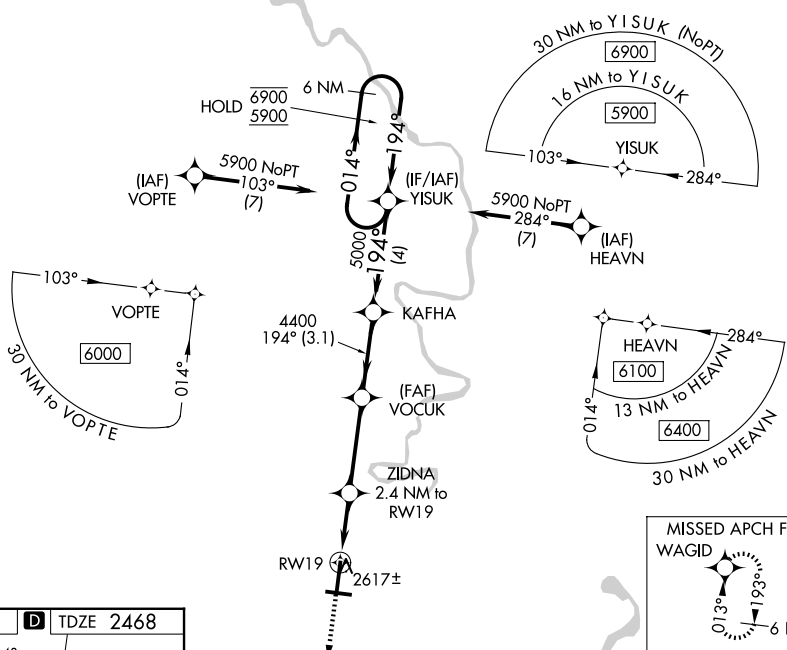 30 NM to YISUK (NoPT)
6900
16 NM to YISUK
5900
YISUK
103°
284°
HOLD 6900
5900
6 NM
194°
014°
(IAF)
VOPTE
5900 NoPT
103°
(7)
(IF/IAF)
YISUK
5900 NoPT
284°
(7)
(IAF)
HEAVN
5000
194°
(4)
KAFHA
103°
VOPTE
6000
014°
30 NM to VOPTE
4400
194° (3.1)
(FAF)
VOCUK
HEAVN
284°
6100
014°
13 NM to HEAVN
6400
30 NM to HEAVN
ZIDNA
2.4 NM to
RW19
RW19
2617±
MISSED APCH F
WAGID
013°
193°
6
D TDZE 2468